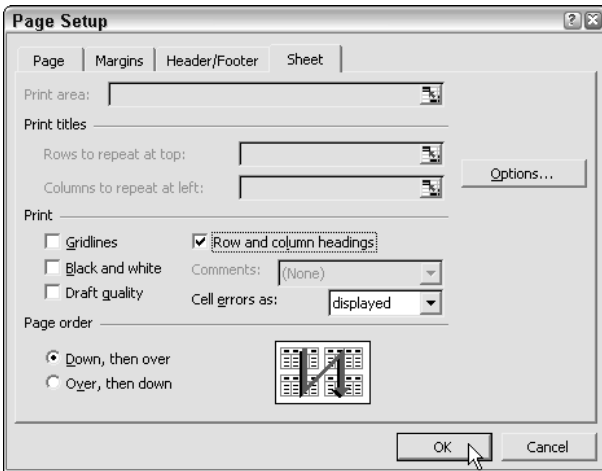 Page Setup
Page Margins Header/Footer Sheet
Print area:
Print titles
Rows to repeat at top:
Columns to repeat at left:
Options...
Print
Gridlines Row and column headings
Black and white Comments: (None)
Draft quality Cell errors as: displayed
Page order
Down, then over
Over, then down
OK Cancel